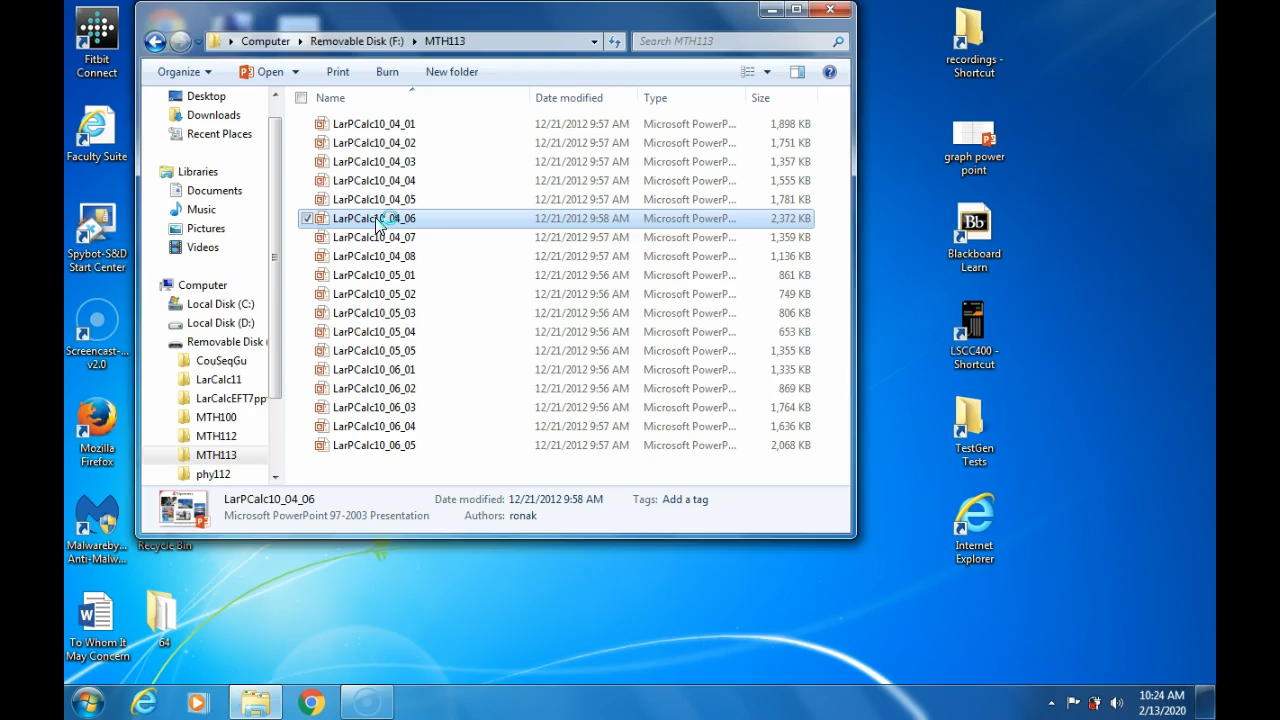 Fitbit
Connect
Faculty Suite
Spybot-S&D
Start Center
Screencast-...
v2.0
Mozilla
Firefox
Malwareby...
Anti-Malw...
Recycle Bin
To Whom It
May Concern
64
Computer
Removable Disk (F:)
MTH113
Search MTH113
Organize
Open
Print
Burn
New folder
Desktop
Downloads
Recent Places
Libraries
Documents
Music
Pictures
Videos
Computer
Local Disk (C:)
Local Disk (D:)
Removable Disk (
CouSeqGu
LarCalc11
LarCalcEFT7pp
MTH100
MTH112
MTH113
phy112
Name Date modified Type Size
LarPCalc10_04_01 12/21/2012 9:57 AM Microsoft PowerP... 1,898 KB
LarPCalc10_04_02 12/21/2012 9:57 AM Microsoft PowerP... 1,751 KB
LarPCalc10_04_03 12/21/2012 9:57 AM Microsoft PowerP... 1,357 KB
LarPCalc10_04_04 12/21/2012 9:57 AM Microsoft PowerP... 1,555 KB
LarPCalc10_04_05 12/21/2012 9:57 AM Microsoft PowerP... 1,781 KB
LarPCalc10_04_06 12/21/2012 9:58 AM Microsoft PowerP... 2,372 KB
LarPCalc10_04_07 12/21/2012 9:57 AM Microsoft PowerP... 1,359 KB
LarPCalc10_04_08 12/21/2012 9:57 AM Microsoft PowerP... 1,136 KB
LarPCalc10_05_01 12/21/2012 9:56 AM Microsoft PowerP... 861 KB
LarPCalc10_05_02 12/21/2012 9:56 AM Microsoft PowerP... 749 KB
LarPCalc10_05_03 12/21/2012 9:56 AM Microsoft PowerP... 806 KB
LarPCalc10_05_04 12/21/2012 9:56 AM Microsoft PowerP... 653 KB
LarPCalc10_05_05 12/21/2012 9:56 AM Microsoft PowerP... 1,355 KB
LarPCalc10_06_01 12/21/2012 9:56 AM Microsoft PowerP... 1,335 KB
LarPCalc10_06_02 12/21/2012 9:56 AM Microsoft PowerP... 869 KB
LarPCalc10_06_03 12/21/2012 9:56 AM Microsoft PowerP... 1,764 KB
LarPCalc10_06_04 12/21/2012 9:57 AM Microsoft PowerP... 1,636 KB
LarPCalc10_06_05 12/21/2012 9:57 AM Microsoft PowerP... 2,068 KB
LarPCalc10_04_06 Date modified: 12/21/2012 9:58 AM Tags: Add a tag
Microsoft PowerPoint 97-2003 Presentation Authors: ronak
recordings -
Shortcut
graph power
point
Bb
Blackboard
Learn
LSCC400 -
Shortcut
TestGen
Tests
Internet
Explorer
10:24 AM
2/13/2020